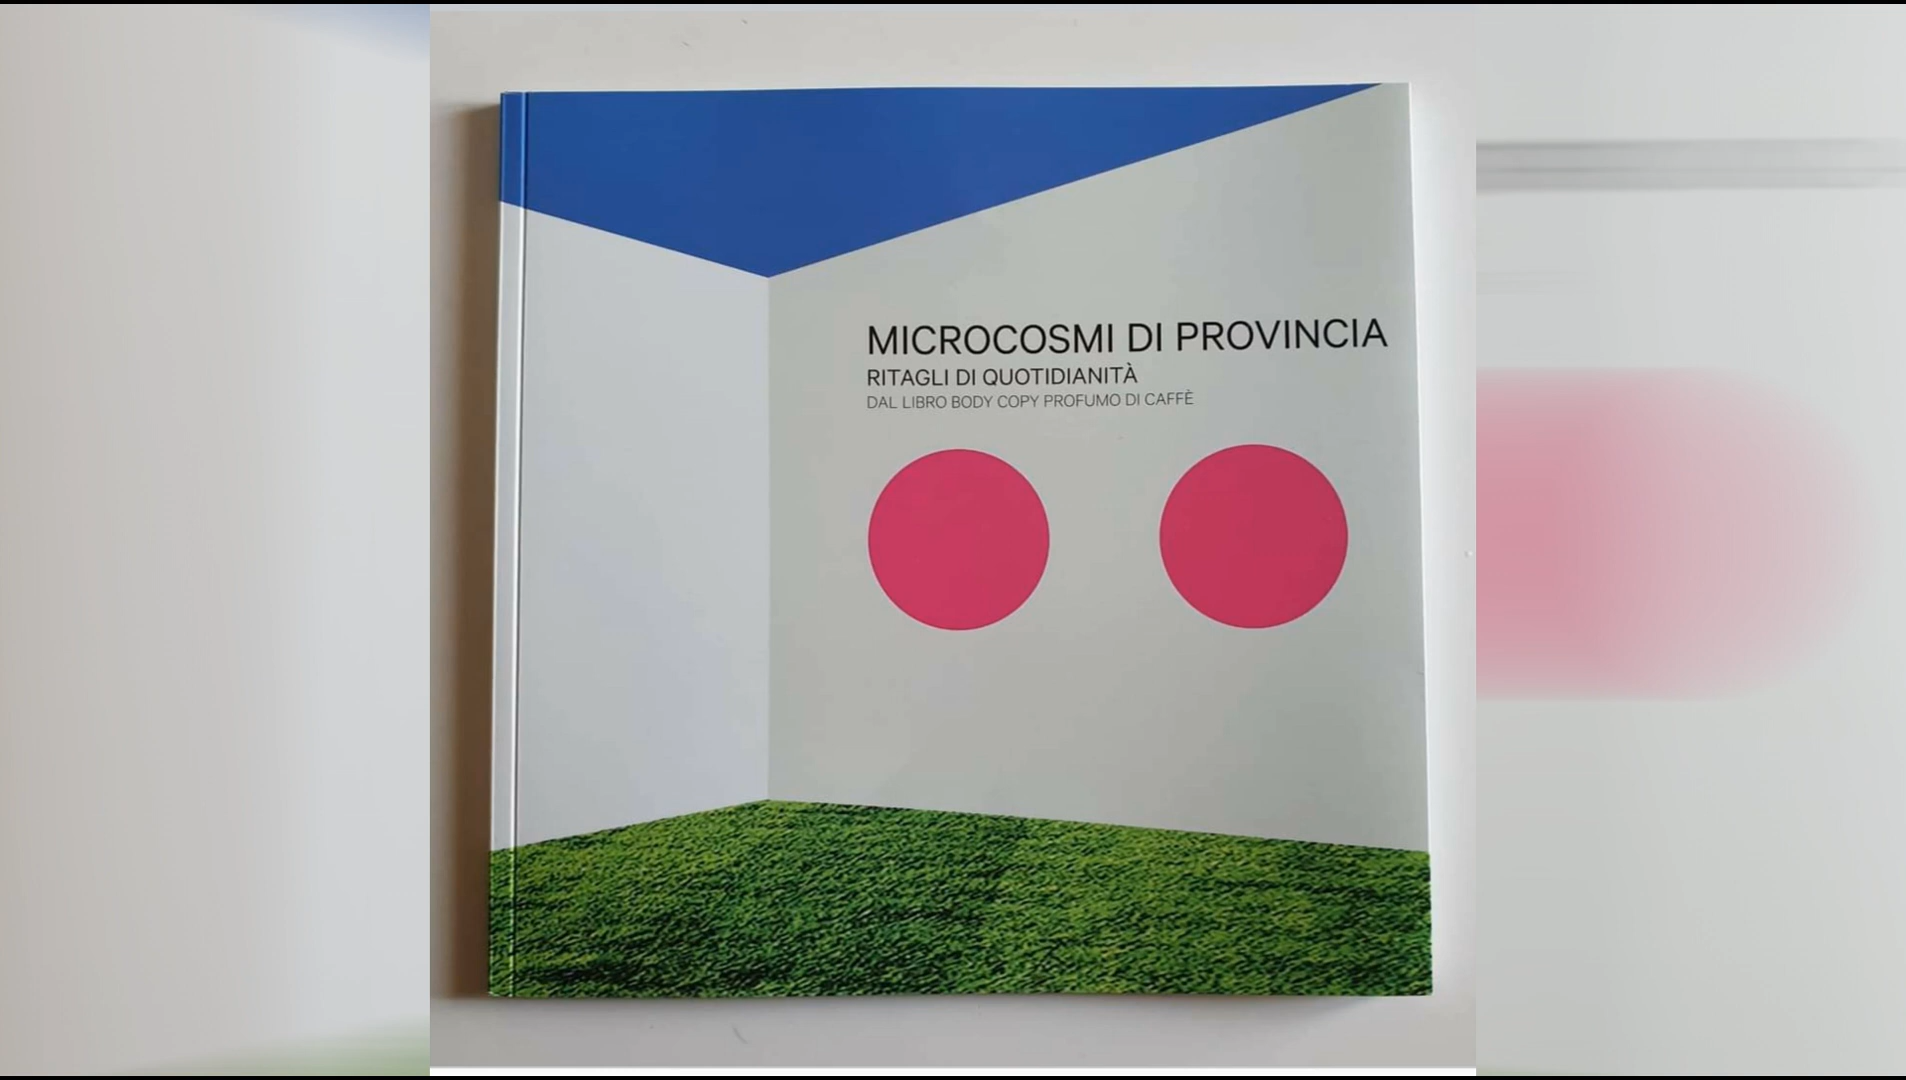 MICROCOSMI DI PROVINCIA
RITAGLI DI QUOTIDIANITÀ
DAL LIBRO BODY COPY PROFUMO DI CAFFÈ